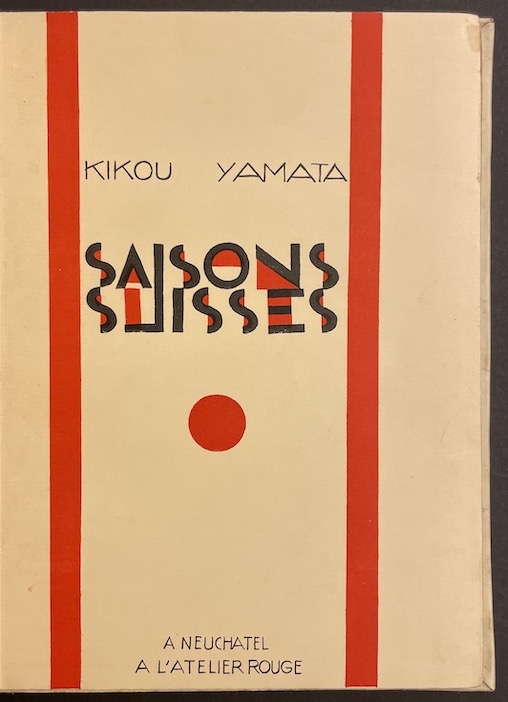 KIKOU YAMATA
SAISONS
SUISSES
A NEUCHATEL
A L'ATELIER ROUGE